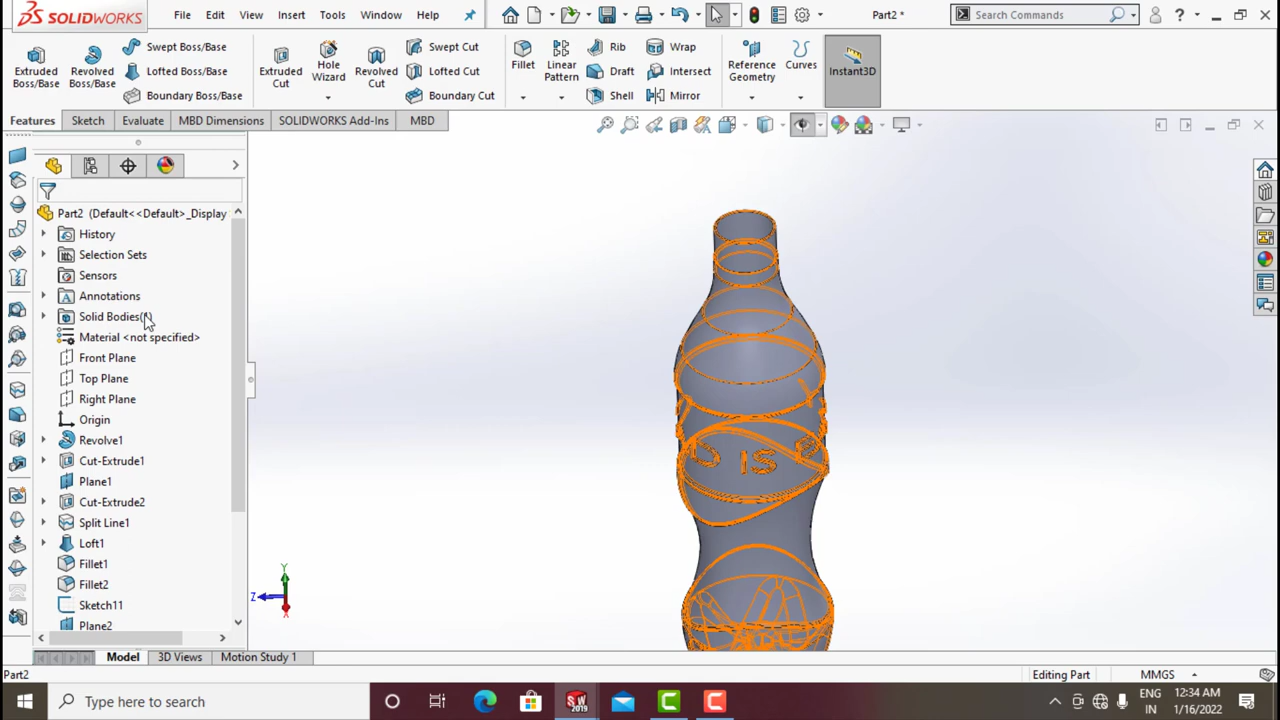 SOLIDWORKS
File Edit View Insert Tools Window Help
Part2 *
Search Commands
Extruded Boss/Base
Revolved Boss/Base
Swept Boss/Base
Lofted Boss/Base
Boundary Boss/Base
Extruded Cut
Hole Wizard
Revolved Cut
Swept Cut
Lofted Cut
Boundary Cut
Fillet
Linear Pattern
Rib
Draft
Shell
Wrap
Intersect
Mirror
Reference Geometry
Curves
Instant3D
Features Sketch Evaluate MBD Dimensions SOLIDWORKS Add-Ins MBD
Part2 (Default<<Default>_Display
History
Selection Sets
Sensors
Annotations
Solid Bodies(
Material <not specified>
Front Plane
Top Plane
Right Plane
Origin
Revolve1
Cut-Extrude1
Plane1
Cut-Extrude2
Split Line1
Loft1
Fillet1
Fillet2
Sketch11
Plane2
IS
Y
Z
X
Model 3D Views Motion Study 1
Part2
Editing Part
MMGS
Type here to search
SW
2019
ENG
IN
12:34 AM
1/16/2022